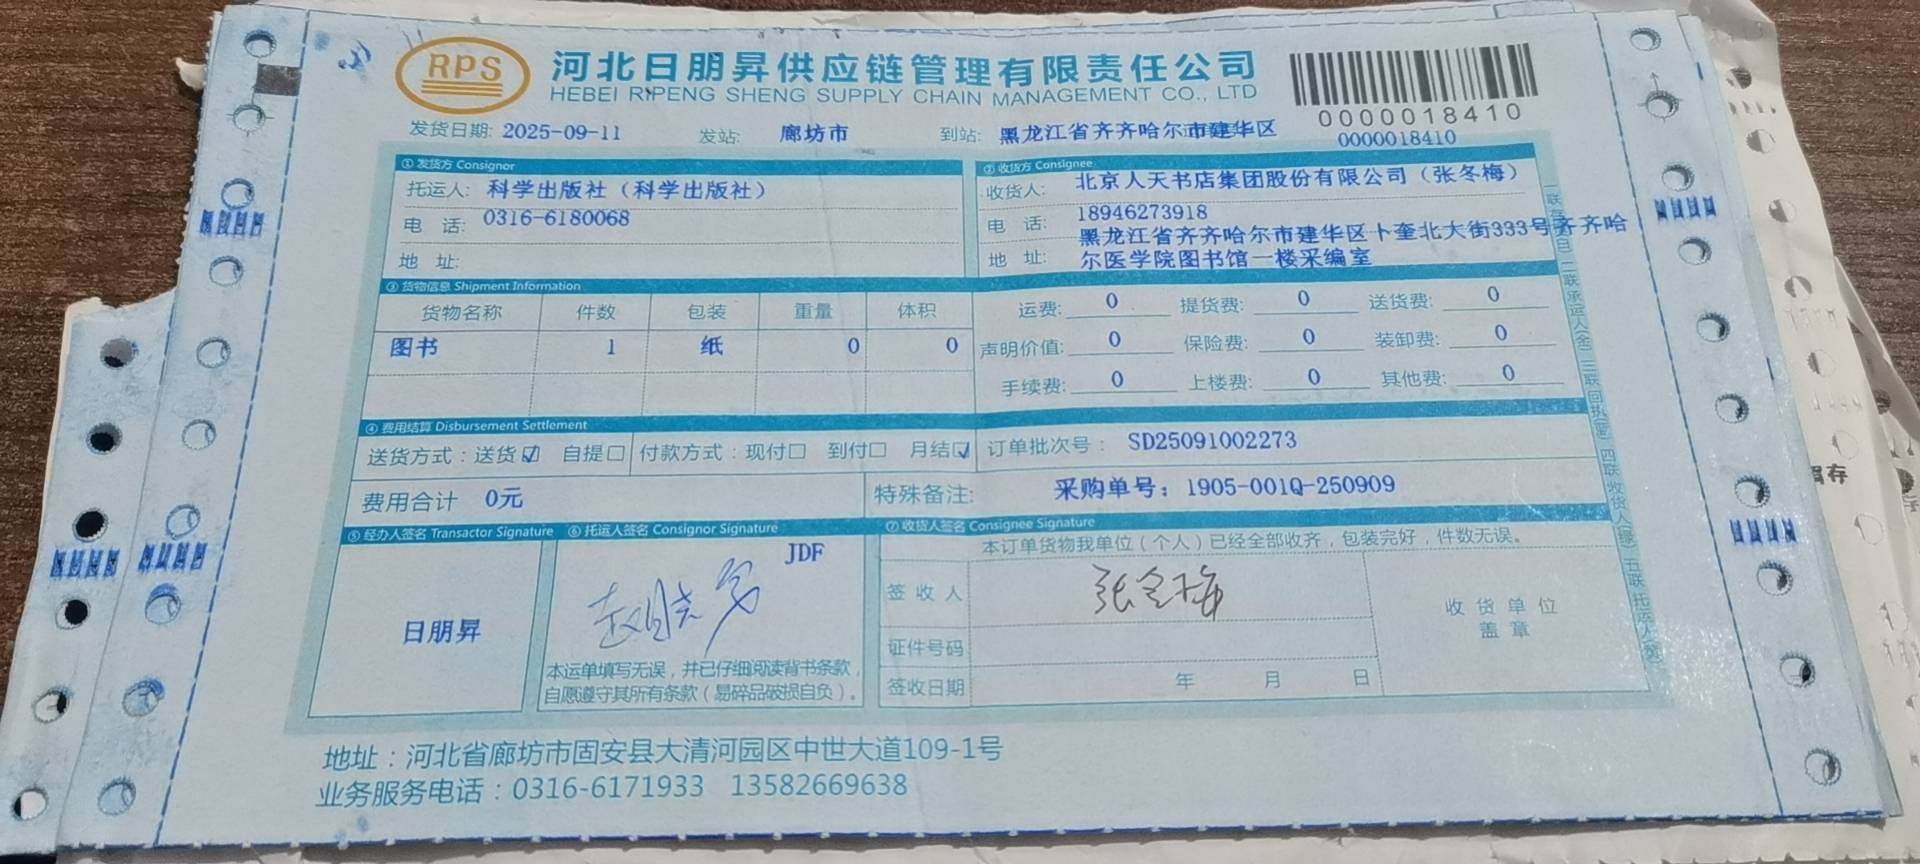 RPS
河北日朋昇供应链管理有限责任公司
HEBEI RIPENG SHENG SUPPLY CHAIN MANAGEMENT CO., LTD
0000018410
0000018410
发货日期: 2025-09-11 发站: 廊坊市 到站: 黑龙江省齐齐哈尔市建华区
① 发货方 Consignor
托运人: 科学出版社（科学出版社）
电 话: 0316-6180068
地 址:
② 收货方 Consignee
收货人: 北京人天书店集团股份有限公司（张冬梅）
电 话: 18946273918
地 址: 黑龙江省齐齐哈尔市建华区卜奎北大街333号齐齐哈
尔医学院图书馆一楼采编室
③ 货物信息 Shipment Information
货物名称 件数 包装 重量 体积
图书 1 纸 0 0
运费: 0 提货费: 0 送货费: 0
声明价值: 0 保险费: 0 装卸费: 0
手续费: 0 上楼费: 0 其他费: 0
④ 费用结算 Disbursement Settlement
送货方式：送货☑ 自提☐ 付款方式：现付☐ 到付☐ 月结☑ 订单批次号： SD25091002273
费用合计 0元 特殊备注: 采购单号：1905-001Q-250909
⑤ 经办人签名 Transactor Signature
日朋昇
⑥ 托运人签名 Consignor Signature
JDF
本运单填写无误，并已仔细阅读背书条款，
自愿遵守其所有条款（易碎品破损自负）。
⑦ 收货人签名 Consignee Signature
本订单货物我单位（个人）已经全部收齐，包装完好，件数无误。
签 收 人 张冬梅
证件号码
签收日期 年 月 日
收 货 单 位
盖 章
地址：河北省廊坊市固安县大清河园区中世大道109-1号
业务服务电话：0316-6171933 13582669638